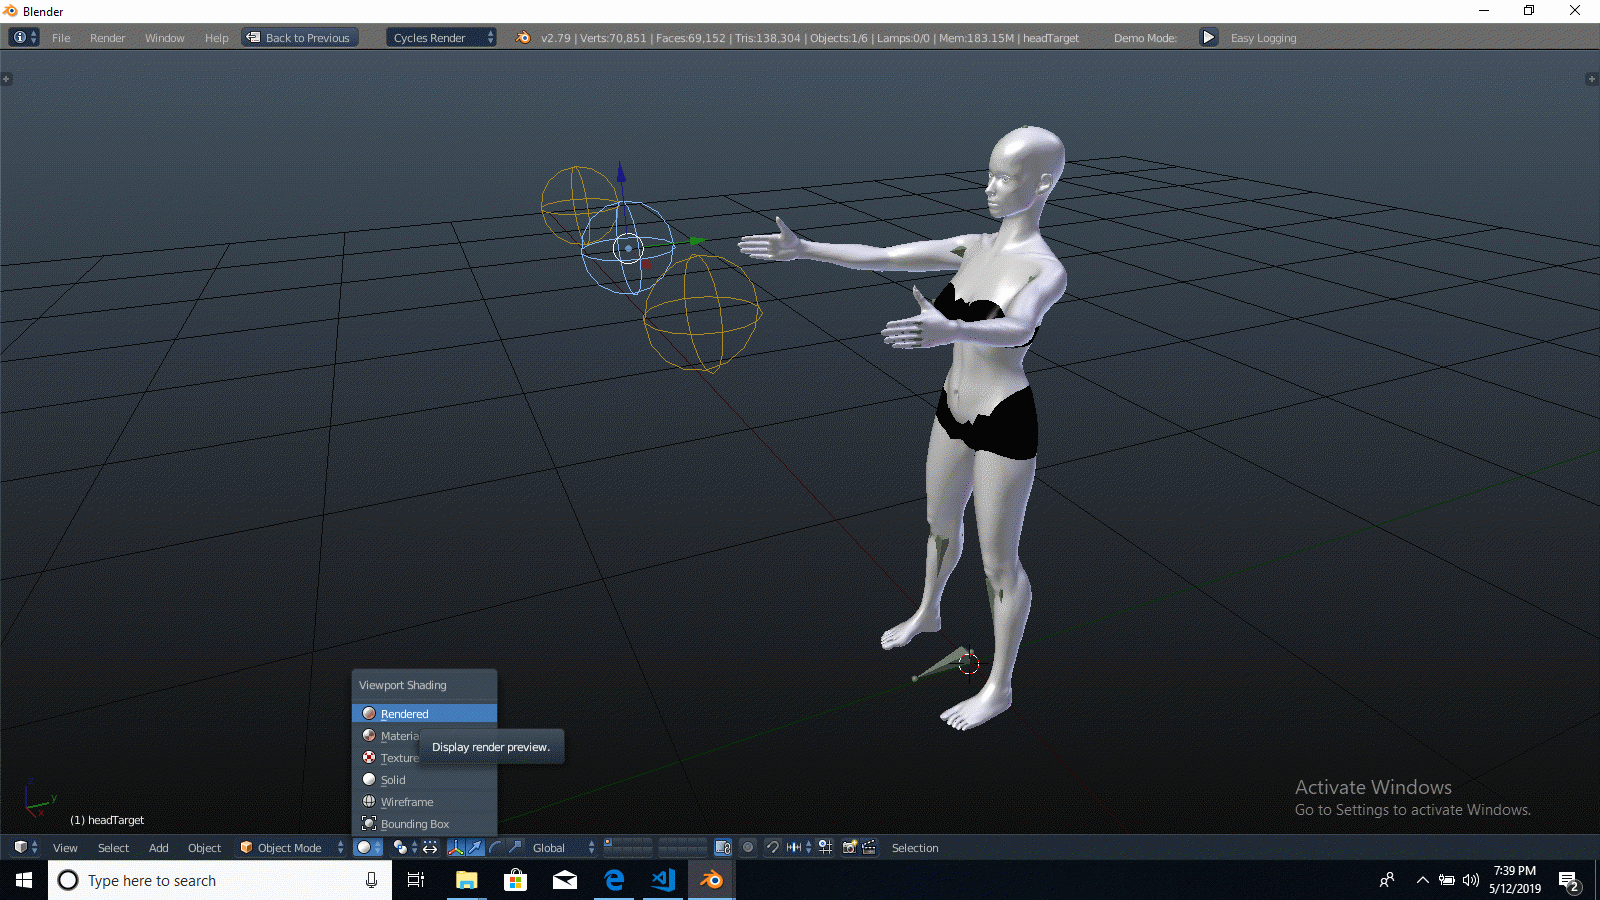 Blender
File Render Window Help Back to Previous Cycles Render v2.79 | Verts:70,851 | Faces:69,152 | Tris:138,304 | Objects:1/6 | Lamps:0/0 | Mem:183.15M | headTarget Demo Mode: Easy Logging
Viewport Shading
Rendered
Materia
Display render preview.
Texture
Solid
Wireframe
Bounding Box
z
y
x
(1) headTarget
Activate Windows
Go to Settings to activate Windows.
View Select Add Object Object Mode Global Selection
Type here to search
7:39 PM
5/12/2019
2